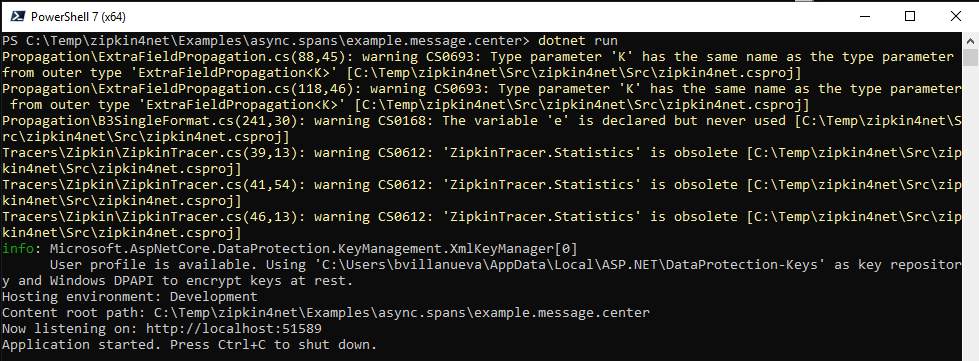 PowerShell 7 (x64)
PS C:\Temp\zipkin4net\Examples\async.spans\example.message.center> dotnet run
Propagation\ExtraFieldPropagation.cs(88,45): warning CS0693: Type parameter 'K' has the same name as the type parameter
from outer type 'ExtraFieldPropagation<K>' [C:\Temp\zipkin4net\Src\zipkin4net\Src\zipkin4net.csproj]
Propagation\ExtraFieldPropagation.cs(118,46): warning CS0693: Type parameter 'K' has the same name as the type parameter
 from outer type 'ExtraFieldPropagation<K>' [C:\Temp\zipkin4net\Src\zipkin4net\Src\zipkin4net.csproj]
Propagation\B3SingleFormat.cs(241,30): warning CS0168: The variable 'e' is declared but never used [C:\Temp\zipkin4net\S
rc\zipkin4net\Src\zipkin4net.csproj]
Tracers\Zipkin\ZipkinTracer.cs(39,13): warning CS0612: 'ZipkinTracer.Statistics' is obsolete [C:\Temp\zipkin4net\Src\zip
kin4net\Src\zipkin4net.csproj]
Tracers\Zipkin\ZipkinTracer.cs(41,54): warning CS0612: 'ZipkinTracer.Statistics' is obsolete [C:\Temp\zipkin4net\Src\zip
kin4net\Src\zipkin4net.csproj]
Tracers\Zipkin\ZipkinTracer.cs(46,13): warning CS0612: 'ZipkinTracer.Statistics' is obsolete [C:\Temp\zipkin4net\Src\zip
kin4net\Src\zipkin4net.csproj]
info: Microsoft.AspNetCore.DataProtection.KeyManagement.XmlKeyManager[0]
      User profile is available. Using 'C:\Users\bvillanueva\AppData\Local\ASP.NET\DataProtection-Keys' as key repositor
y and Windows DPAPI to encrypt keys at rest.
Hosting environment: Development
Content root path: C:\Temp\zipkin4net\Examples\async.spans\example.message.center
Now listening on: http://localhost:51589
Application started. Press Ctrl+C to shut down.